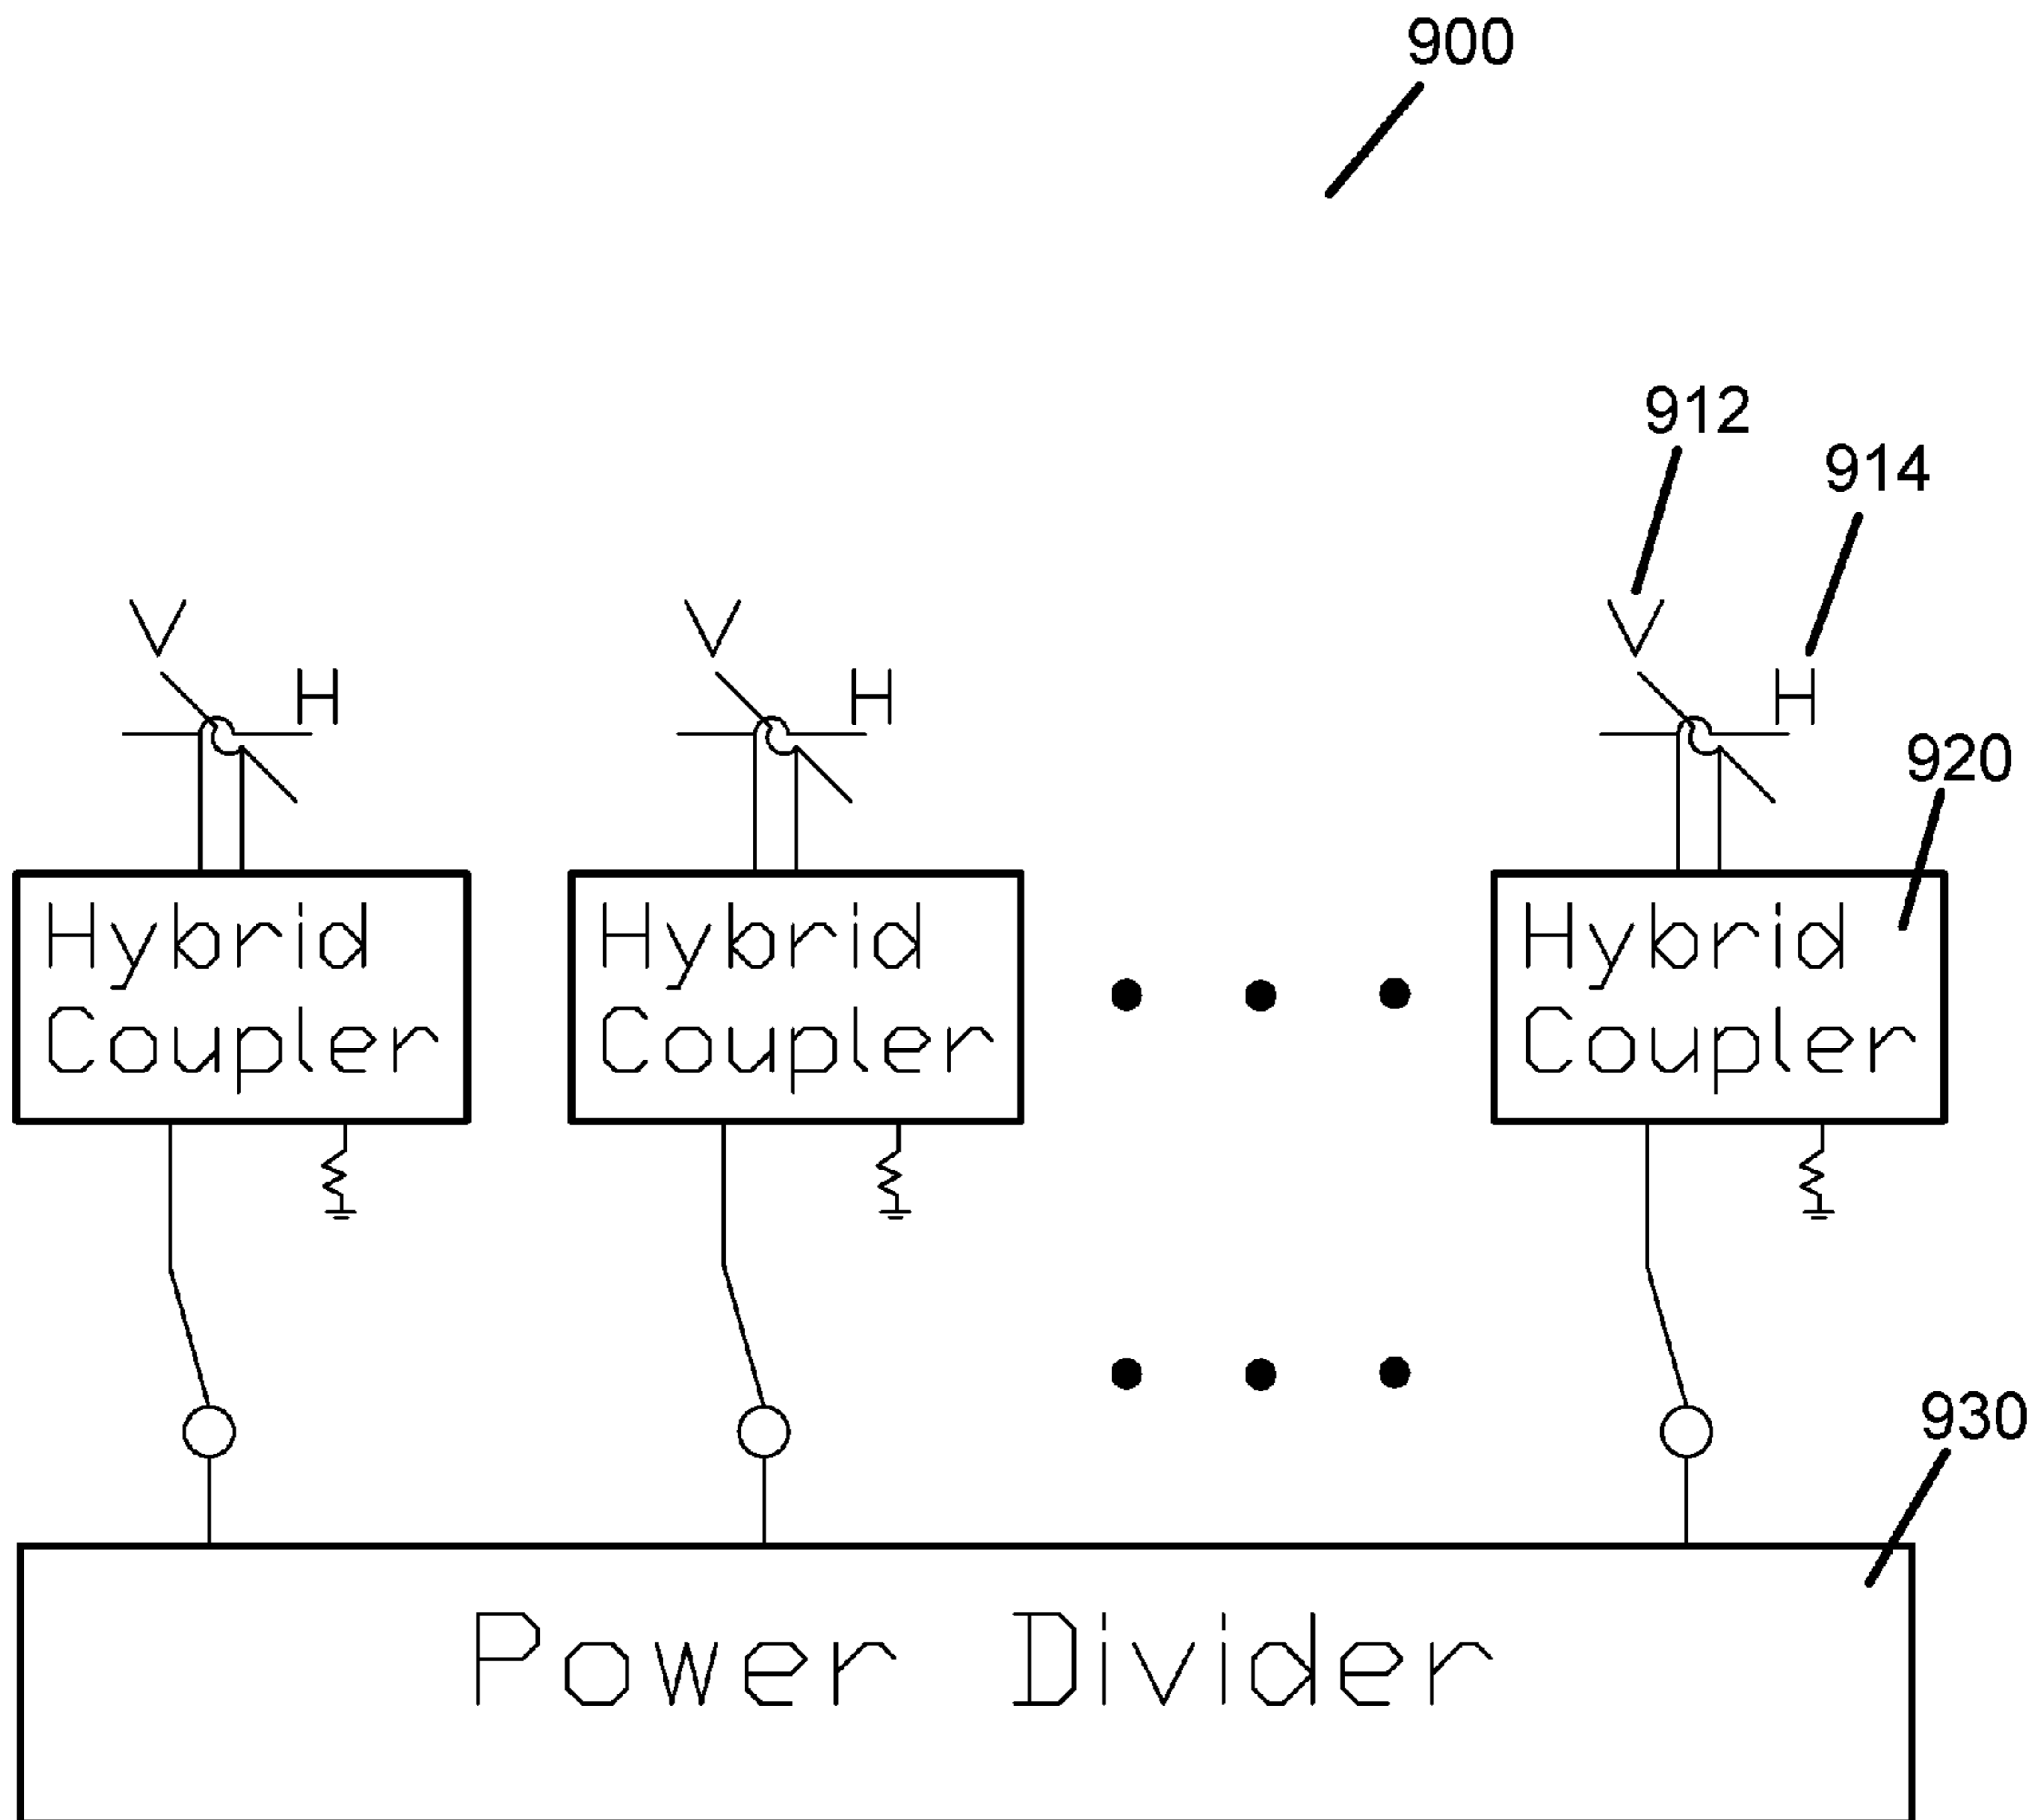 900
912
914
V
H
V
H
V
H
920
Hybrid
Coupler
Hybrid
Coupler
Hybrid
Coupler
930
Power Divider